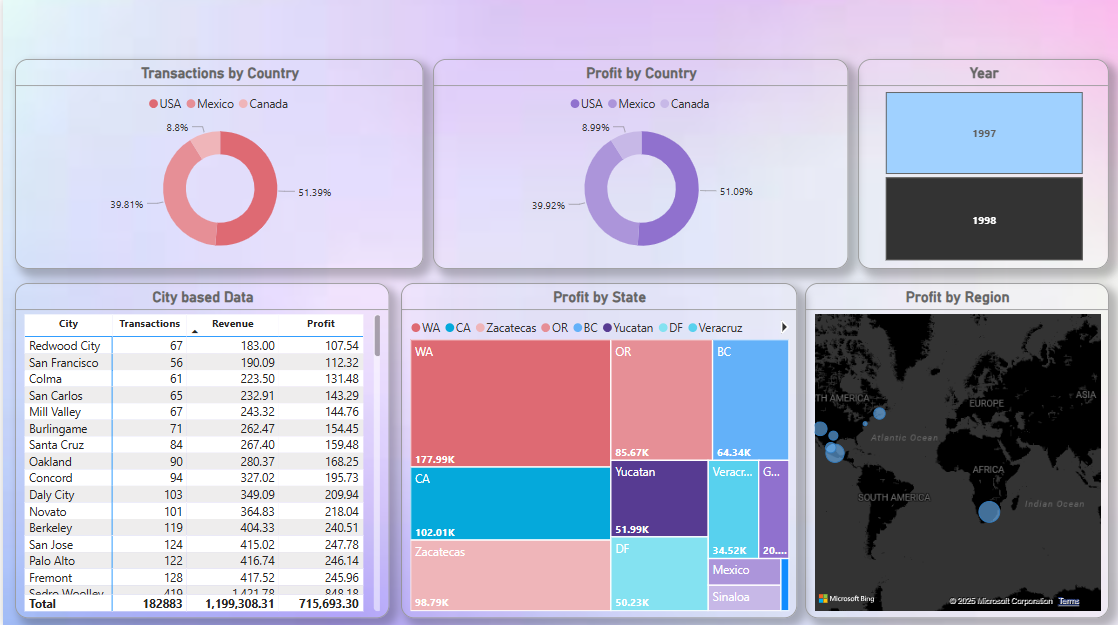 Transactions by Country
USA Mexico Canada
8.8%
51.39%
39.81%
Profit by Country
USA Mexico Canada
8.99%
51.09%
39.92%
Year
1997
1998
City based Data
City Transactions Revenue Profit
Redwood City 67 183.00 107.54
San Francisco 56 190.09 112.32
Colma 61 223.50 131.48
San Carlos 65 232.91 143.29
Mill Valley 67 243.32 144.76
Burlingame 71 262.47 154.45
Santa Cruz 84 267.40 159.48
Oakland 90 280.37 168.25
Concord 94 327.02 195.73
Daly City 103 349.09 209.94
Novato 101 364.83 218.04
Berkeley 119 404.33 240.51
San Jose 124 415.02 247.78
Palo Alto 122 416.74 246.14
Fremont 128 417.52 245.96
Sedro Woolley 419 1,421.78 848.18
Total 182883 1,199,308.31 715,693.30
Profit by State
WA CA Zacatecas OR BC Yucatan DF Veracruz
WA
177.99K
CA
102.01K
Zacatecas
98.79K
OR
85.67K
BC
64.34K
Yucatan
51.99K
DF
50.23K
Veracr...
34.52K
G...
20....
Mexico
Sinaloa
Profit by Region
TH AMERICA
EUROPE
ASIA
Atlantic Ocean
AFRICA
SOUTH AMERICA
Indian Ocean
Microsoft Bing
© 2025 Microsoft Corporation Terms